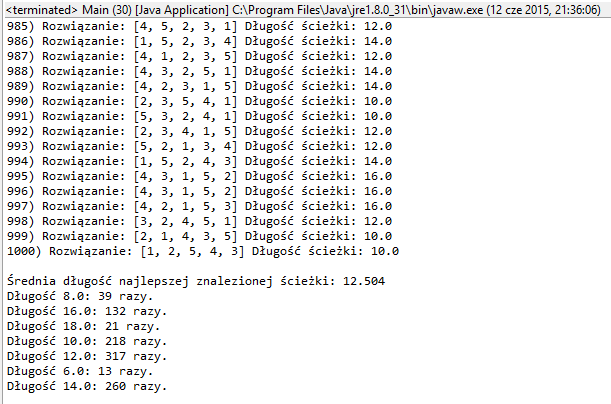 <terminated> Main (30) [Java Application] C:\Program Files\Java\jre1.8.0_31\bin\javaw.exe (12 cze 2015, 21:36:06)
985) Rozwiązanie: [4, 5, 2, 3, 1] Długość ścieżki: 12.0
986) Rozwiązanie: [1, 5, 2, 3, 4] Długość ścieżki: 14.0
987) Rozwiązanie: [4, 1, 2, 3, 5] Długość ścieżki: 12.0
988) Rozwiązanie: [4, 3, 2, 5, 1] Długość ścieżki: 14.0
989) Rozwiązanie: [4, 2, 3, 1, 5] Długość ścieżki: 14.0
990) Rozwiązanie: [2, 3, 5, 4, 1] Długość ścieżki: 10.0
991) Rozwiązanie: [5, 3, 2, 4, 1] Długość ścieżki: 10.0
992) Rozwiązanie: [2, 3, 4, 1, 5] Długość ścieżki: 12.0
993) Rozwiązanie: [5, 2, 1, 3, 4] Długość ścieżki: 12.0
994) Rozwiązanie: [1, 5, 2, 4, 3] Długość ścieżki: 14.0
995) Rozwiązanie: [4, 3, 1, 5, 2] Długość ścieżki: 16.0
996) Rozwiązanie: [4, 3, 1, 5, 2] Długość ścieżki: 16.0
997) Rozwiązanie: [4, 2, 1, 5, 3] Długość ścieżki: 16.0
998) Rozwiązanie: [3, 2, 4, 5, 1] Długość ścieżki: 12.0
999) Rozwiązanie: [2, 1, 4, 3, 5] Długość ścieżki: 10.0
1000) Rozwiązanie: [1, 2, 5, 4, 3] Długość ścieżki: 10.0
Średnia długość najlepszej znalezionej ścieżki: 12.504
Długość 8.0: 39 razy.
Długość 16.0: 132 razy.
Długość 18.0: 21 razy.
Długość 10.0: 218 razy.
Długość 12.0: 317 razy.
Długość 6.0: 13 razy.
Długość 14.0: 260 razy.